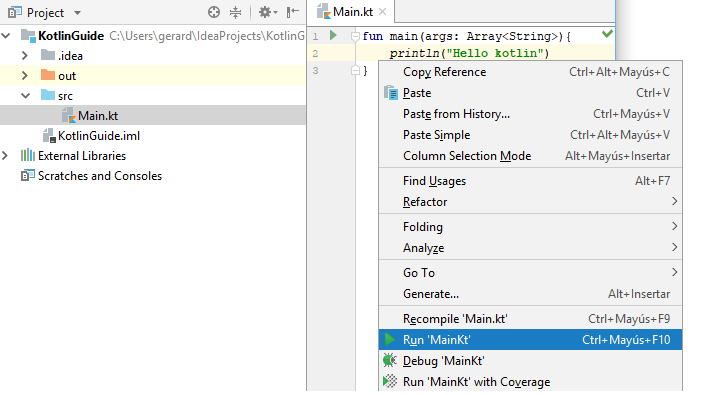 Project
KotlinGuide C:\Users\gerard\IdeaProjects\KotlinG
.idea
out
src
Main.kt
KotlinGuide.iml
External Libraries
Scratches and Consoles
Main.kt
1 fun main(args: Array<String>){
2 println("Hello kotlin")
3 }
Copy Reference Ctrl+Alt+Mayús+C
Paste Ctrl+V
Paste from History... Ctrl+Mayús+V
Paste Simple Ctrl+Alt+Mayús+V
Column Selection Mode Alt+Mayús+Insertar
Find Usages Alt+F7
Refactor
Folding
Analyze
Go To
Generate... Alt+Insertar
Recompile 'Main.kt' Ctrl+Mayús+F9
Run 'MainKt' Ctrl+Mayús+F10
Debug 'MainKt'
Run 'MainKt' with Coverage